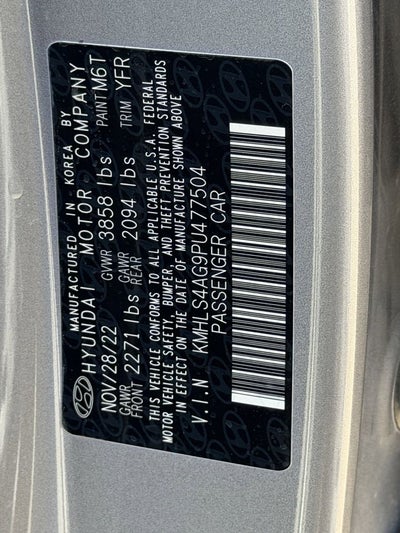 MANUFACTURED IN KOREA BY
HYUNDAI MOTOR COMPANY
NOV/28/22 GVWR 3858 lbs PAINT M6T
GAWR FRONT 2271 lbs GAWR REAR 2094 lbs TRIM YFR
THIS VEHICLE CONFORMS TO ALL APPLICABLE U.S.A. FEDERAL
MOTOR VEHICLE SAFETY, BUMPER, AND THEFT PREVENTION STANDARDS
IN EFFECT ON THE DATE OF MANUFACTURE SHOWN ABOVE
V.I.N KMHLS4AG9PU477504
PASSENGER CAR